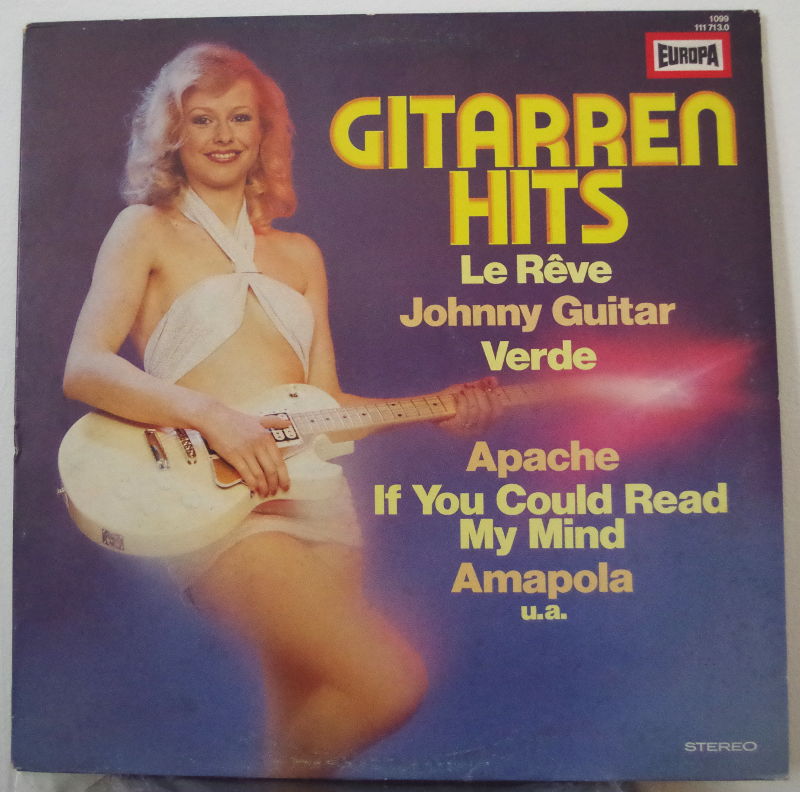 1099
111 713.0
EUROPA
GITARREN
HITS
Le Rêve
Johnny Guitar
Verde
Apache
If You Could Read
My Mind
Amapola
u.a.
STEREO